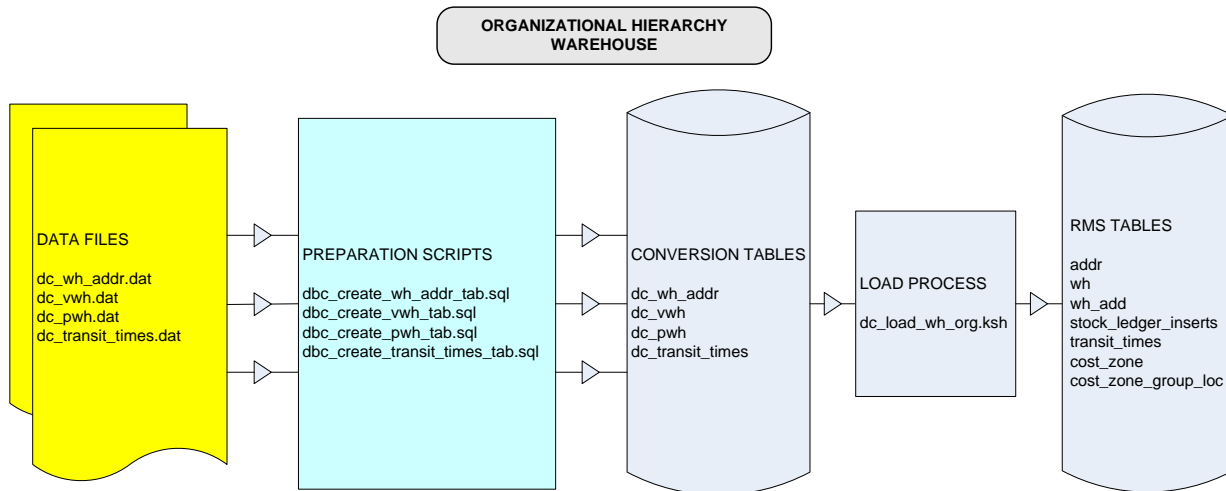 ORGANIZATIONAL HIERARCHY
WAREHOUSE
DATA FILES
dc_wh_addr.dat
dc_vwh.dat
dc_pwh.dat
dc_transit_times.dat
PREPARATION SCRIPTS
dbc_create_wh_addr_tab.sql
dbc_create_vwh_tab.sql
dbc_create_pwh_tab.sql
dbc_create_transit_times_tab.sql
CONVERSION TABLES
dc_wh_addr
dc_vwh
dc_pwh
dc_transit_times
LOAD PROCESS
dc_load_wh_org.ksh
RMS TABLES
addr
wh
wh_add
stock_ledger_inserts
transit_times
cost_zone
cost_zone_group_loc